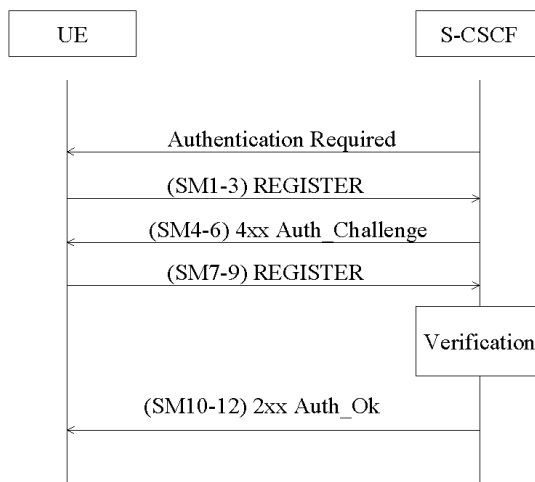 UE
S-CSCF
Authentication Required
(SM1-3) REGISTER
(SM4-6) 4xx Auth_Challenge
(SM7-9) REGISTER
Verification
(SM10-12) 2xx Auth_Ok